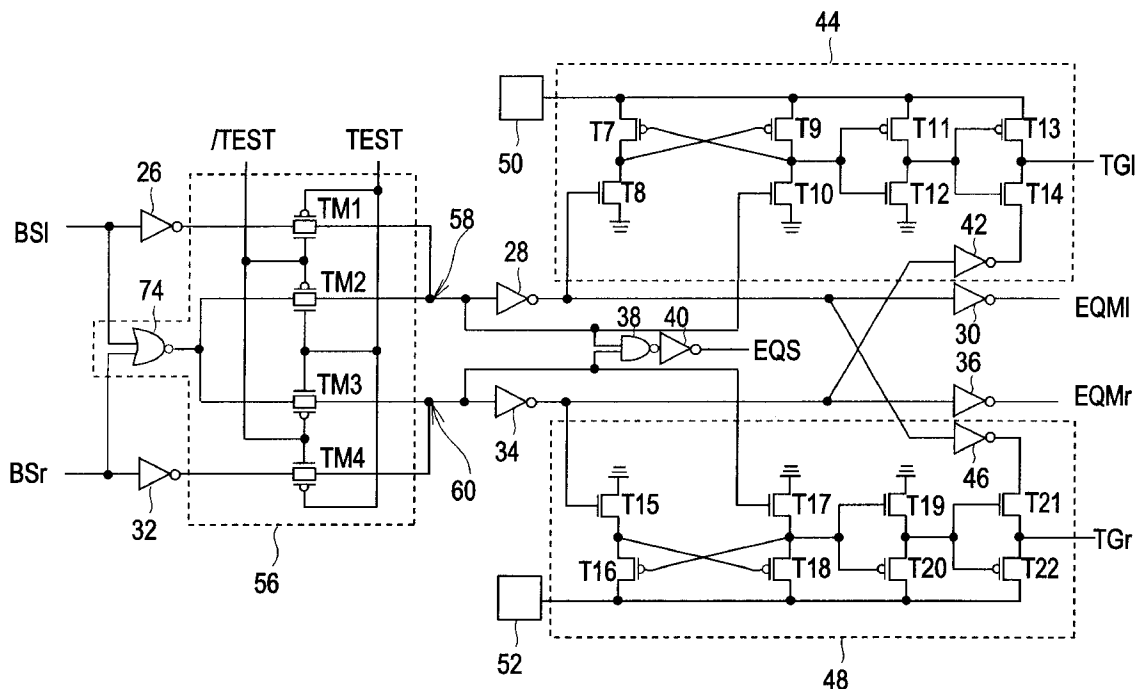 44
50
T7
T9
T11
T13
TGl
T8
T10
T12
T14
/TEST
TEST
26
TM1
BSl
58
42
28
TM2
74
EQMl
38
40
30
EQS
36
TM3
EQMr
34
TM4
BSr
60
46
32
T15
T17
T19
T21
56
TGr
T16
T18
T20
T22
52
48